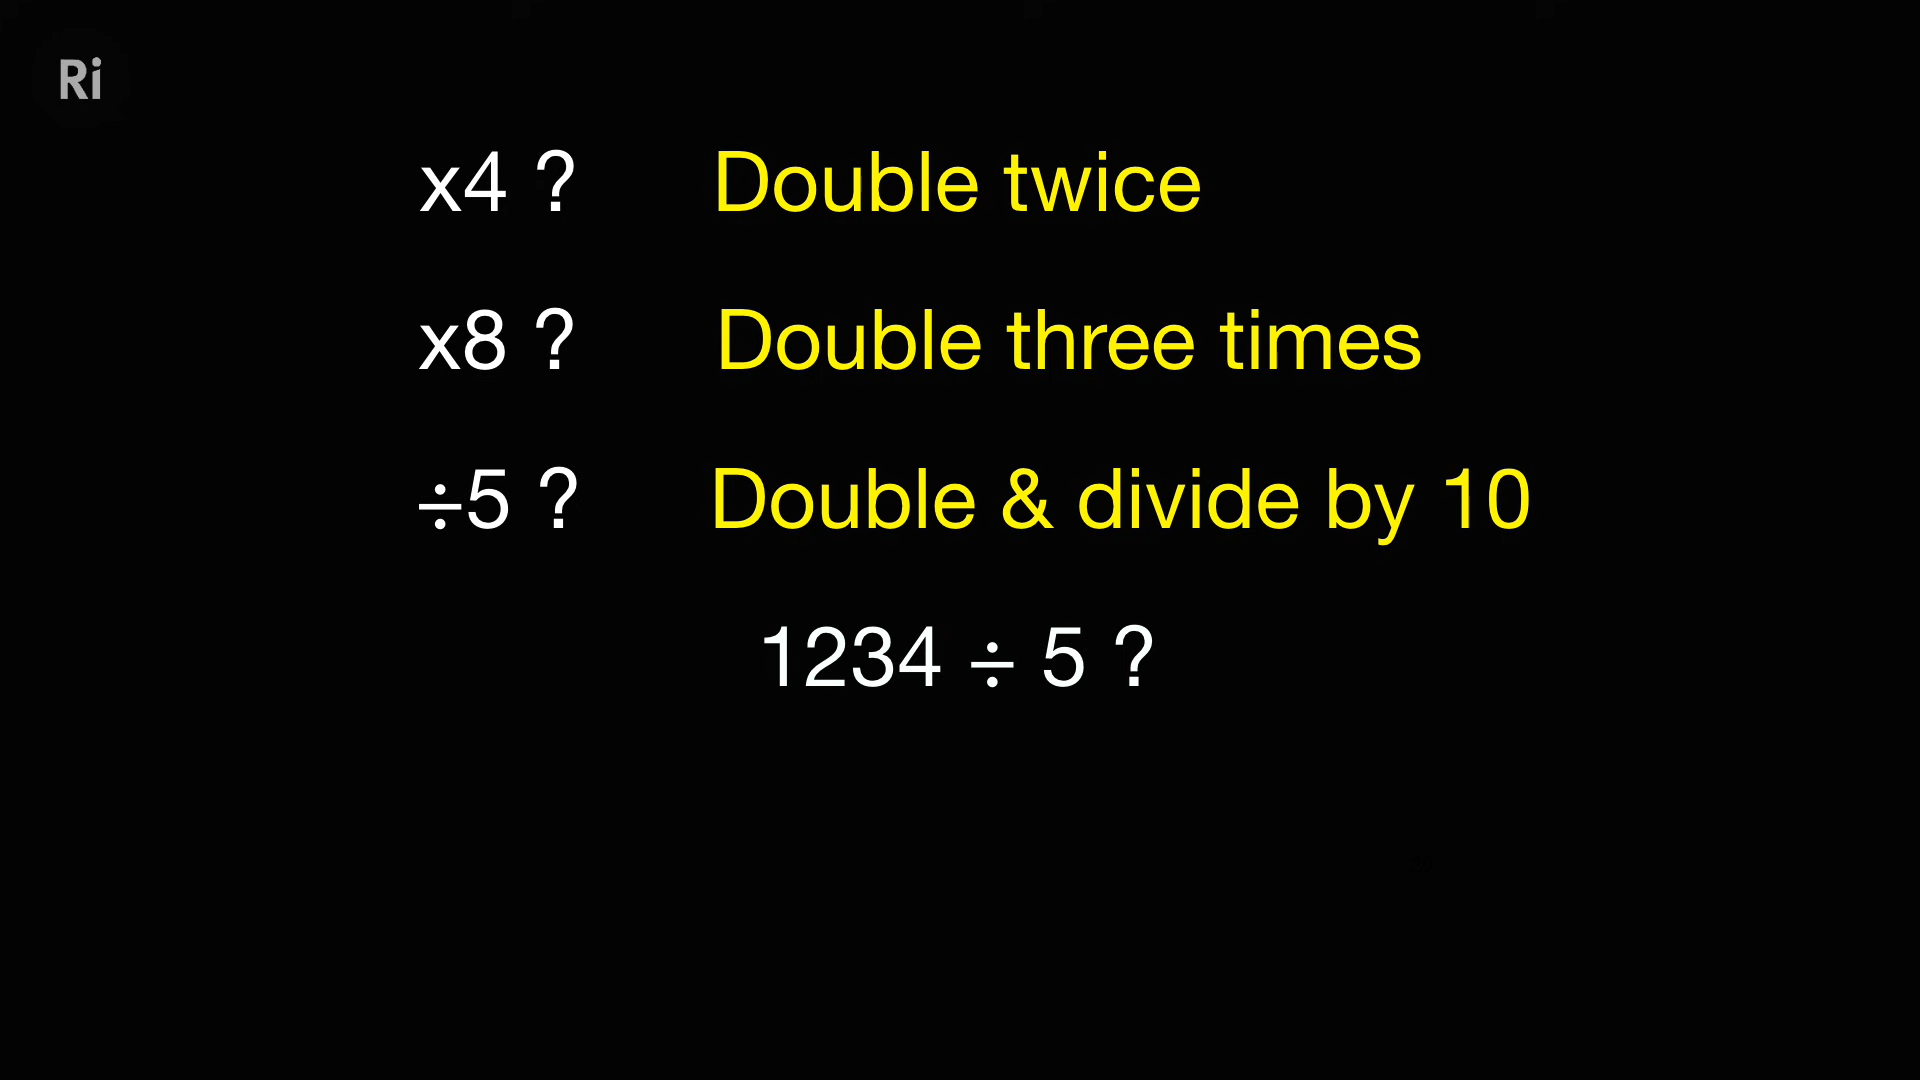 Ri
x4 ? Double twice
x8 ? Double three times
÷5 ? Double & divide by 10
1234 ÷ 5 ?